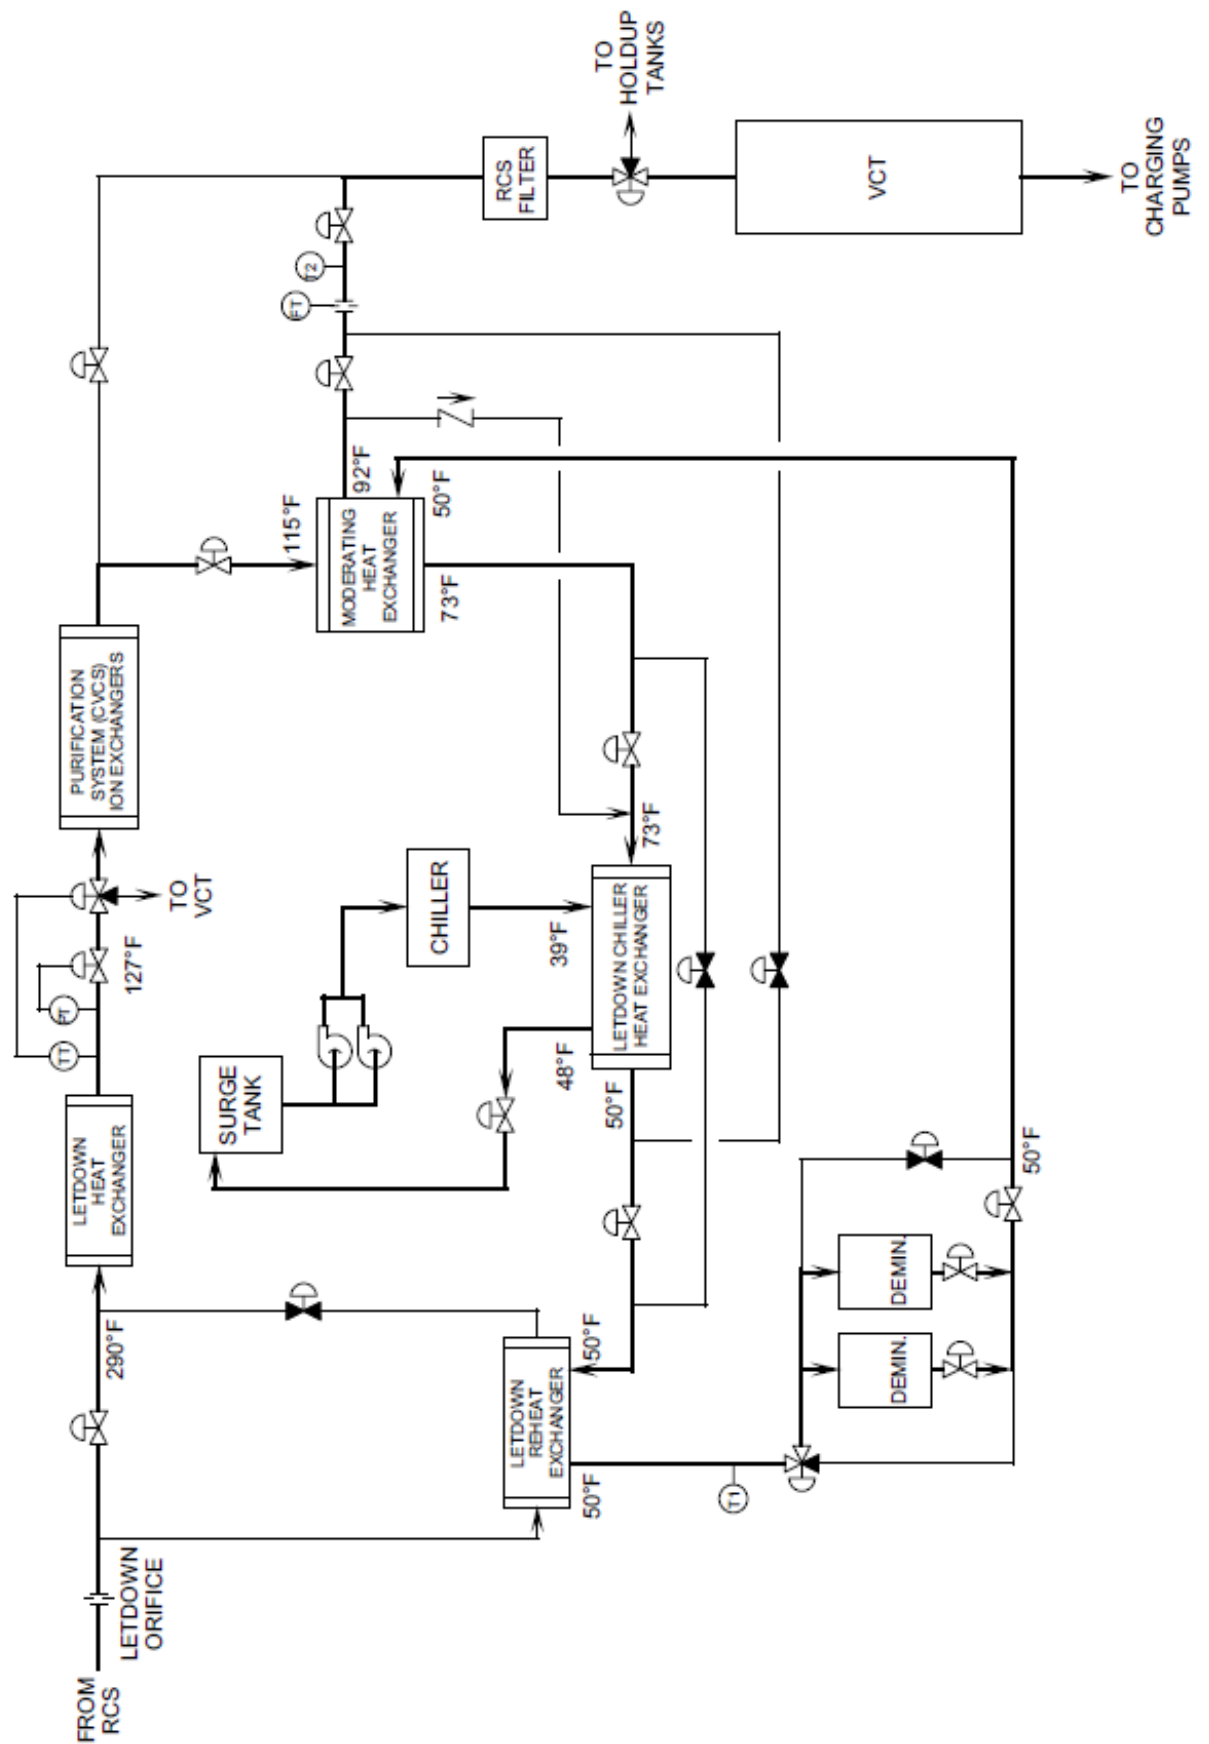 FROM
RCS
LETDOWN
ORIFICE
290°F
LETDOWN
HEAT
EXCHANGER
TT
PT
127°F
TO
VCT
PURIFICATION
SYSTEM (CVCS)
ION EXCHANGERS
115°F
MODERATING
HEAT
EXCHANGER
92°F
50°F
73°F
FT
T2
RCS
FILTER
TO
HOLDUP
TANKS
VCT
TO
CHARGING
PUMPS
SURGE
TANK
CHILLER
39°F
48°F
73°F
LETDOWN CHILLER
HEAT EXCHANGER
50°F
50°F
LETDOWN
REHEAT
EXCHANGER
50°F
T1
DEMIN.
DEMIN.
50°F